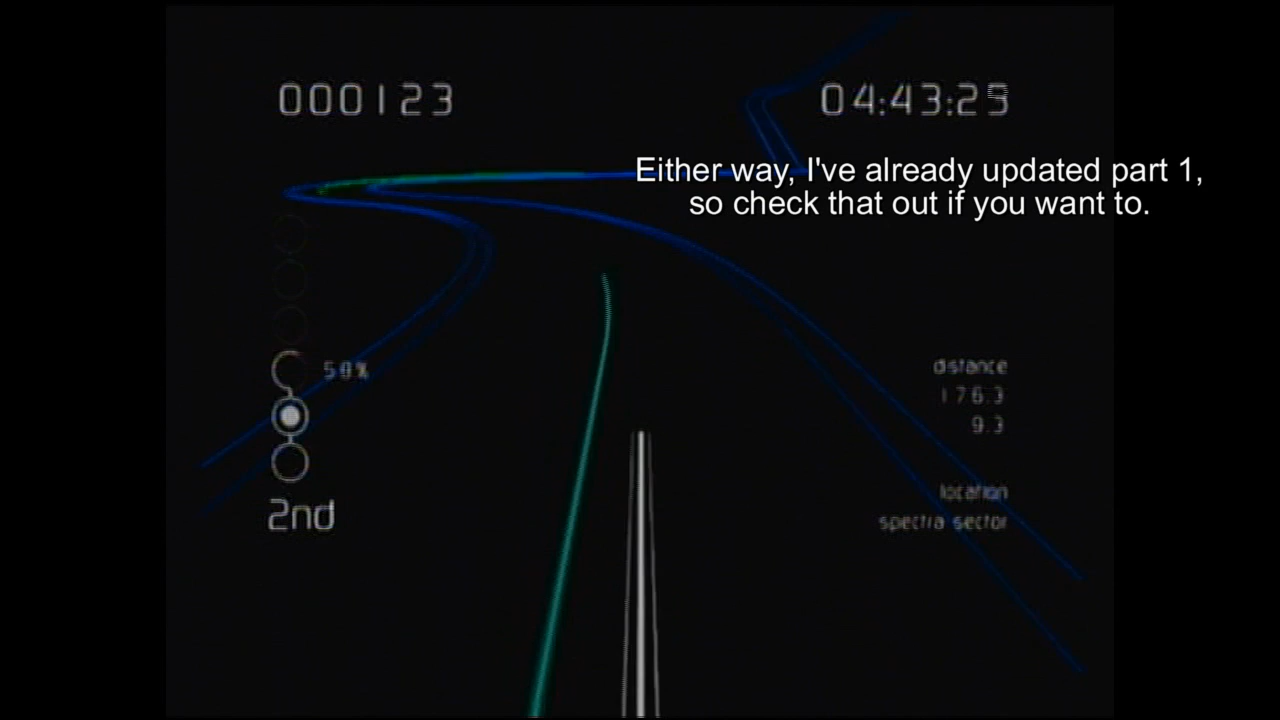 000123
04:43:29
Either way, I've already updated part 1,
so check that out if you want to.
50%
distance
176.3
9.3
location
spectra sector
2nd